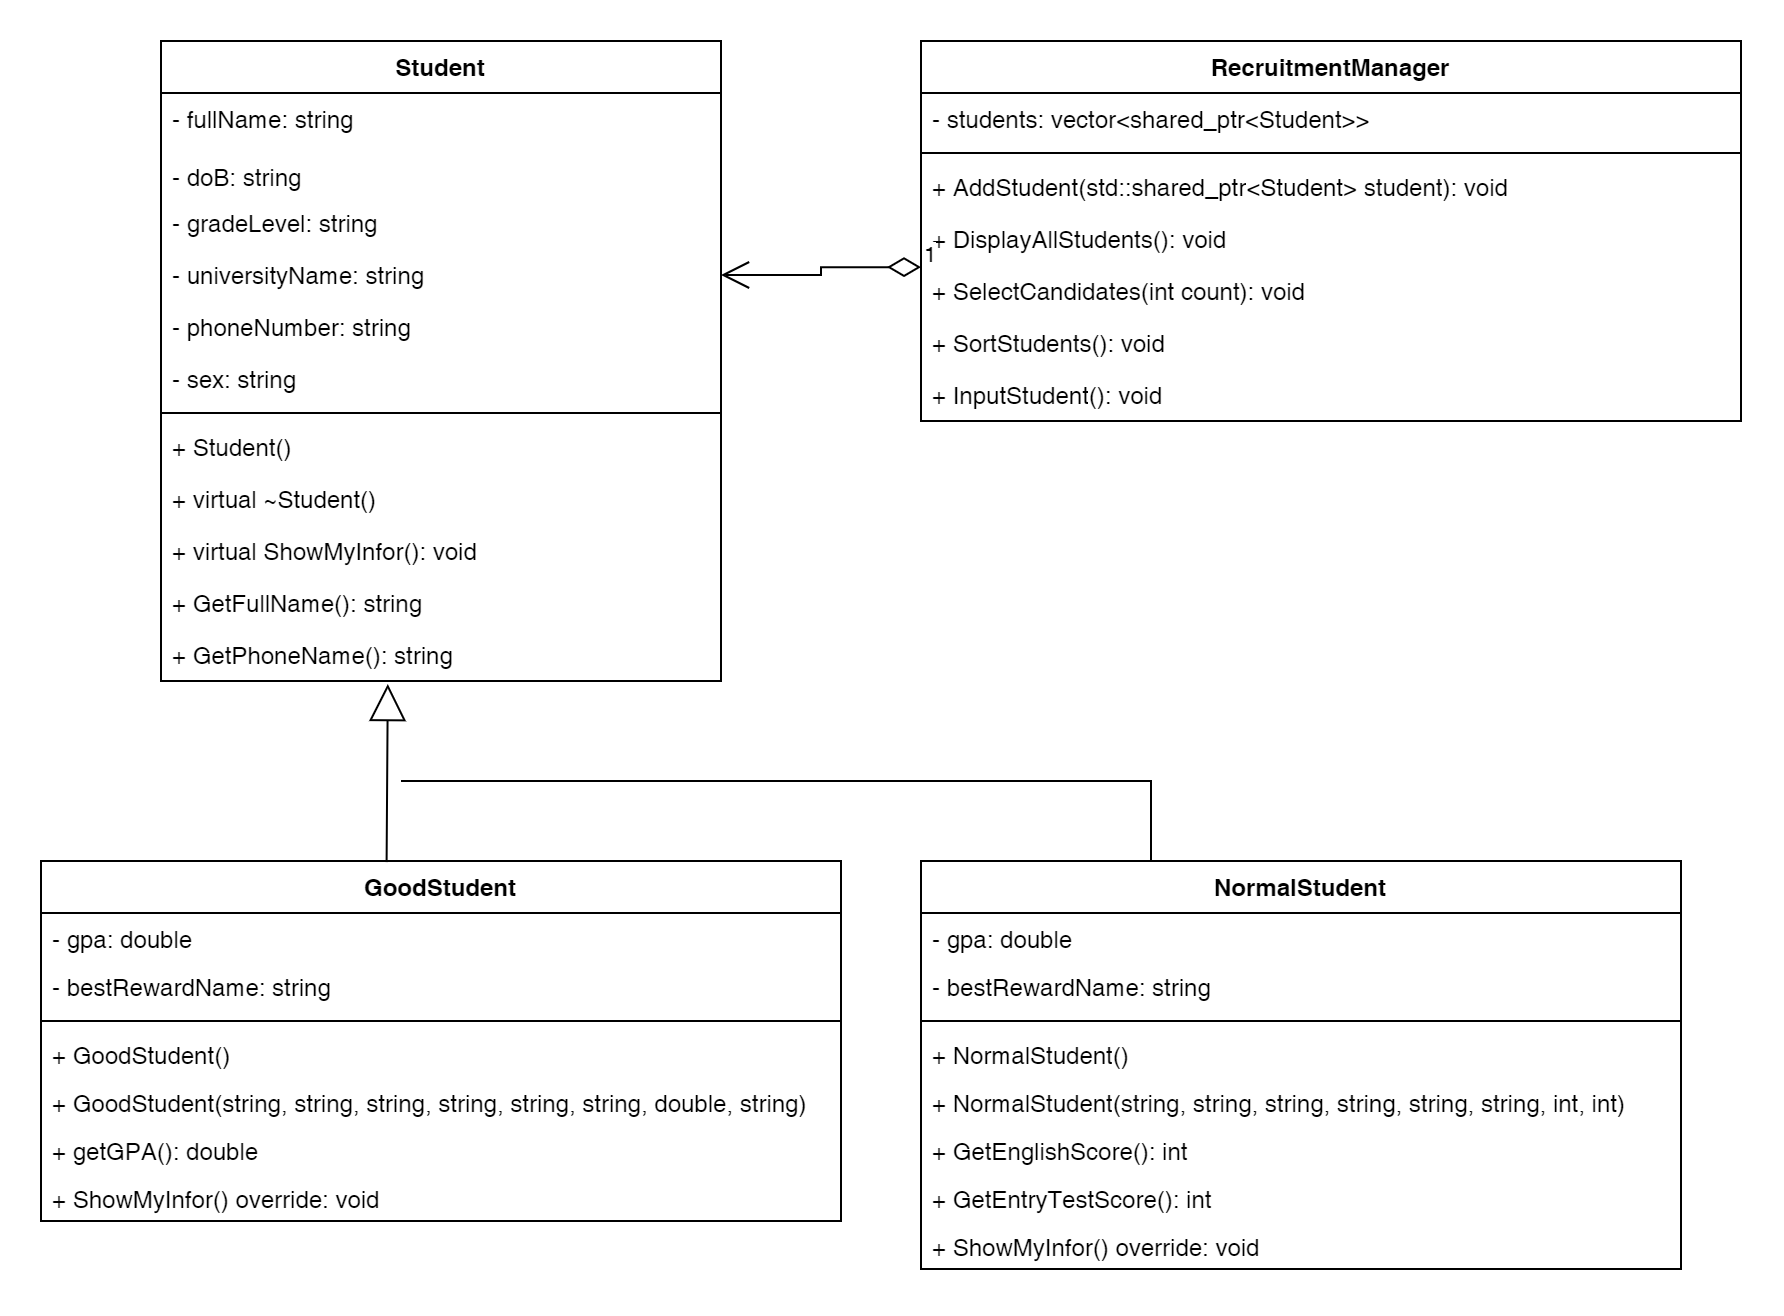 Student
- fullName: string
- doB: string
- gradeLevel: string
- universityName: string
- phoneNumber: string
- sex: string
+ Student()
+ virtual ~Student()
+ virtual ShowMyInfor(): void
+ GetFullName(): string
+ GetPhoneName(): string
RecruitmentManager
- students: vector<shared_ptr<Student>>
+ AddStudent(std::shared_ptr<Student> student): void
+ DisplayAllStudents(): void
1
+ SelectCandidates(int count): void
+ SortStudents(): void
+ InputStudent(): void
GoodStudent
- gpa: double
- bestRewardName: string
+ GoodStudent()
+ GoodStudent(string, string, string, string, string, string, double, string)
+ getGPA(): double
+ ShowMyInfor() override: void
NormalStudent
- gpa: double
- bestRewardName: string
+ NormalStudent()
+ NormalStudent(string, string, string, string, string, string, int, int)
+ GetEnglishScore(): int
+ GetEntryTestScore(): int
+ ShowMyInfor() override: void